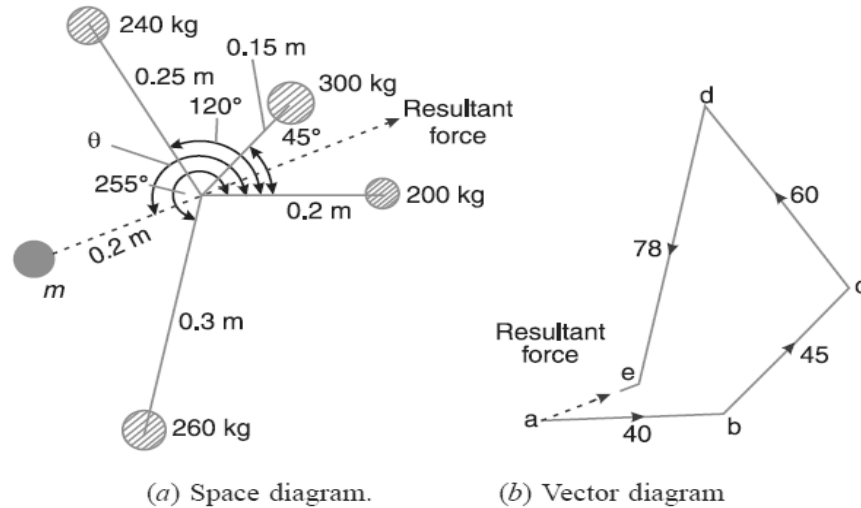 240 kg
0.15 m
0.25 m
300 kg
120°
Resultant
force
45°
θ
255°
200 kg
0.2 m
0.2 m
m
0.3 m
260 kg
(a) Space diagram.
d
60
78
c
Resultant
force
45
e
a
40
b
(b) Vector diagram